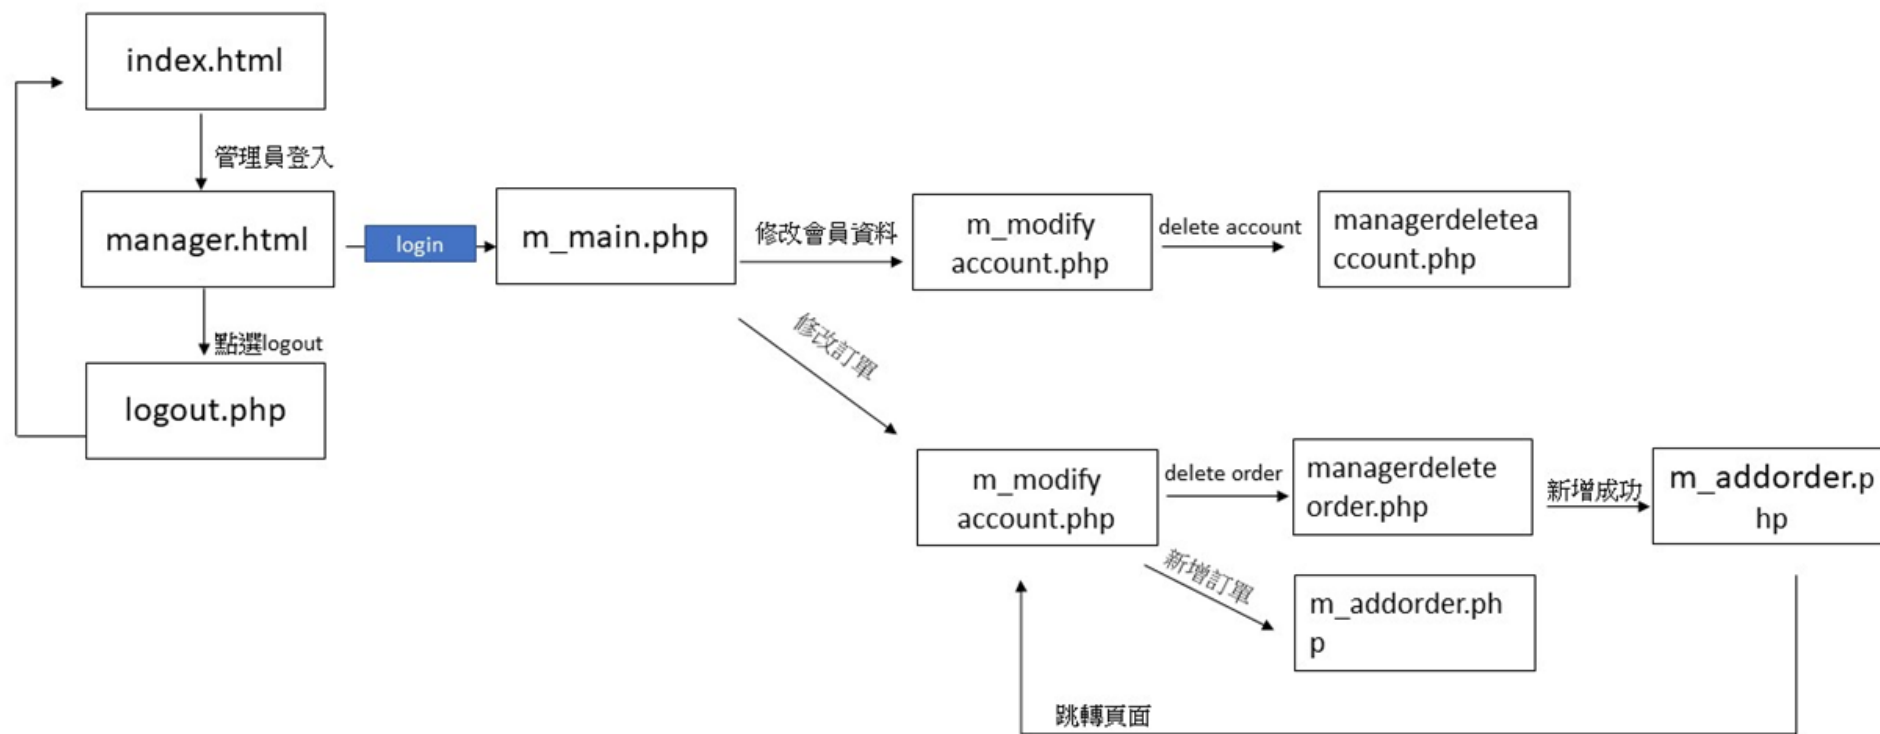 index.html
管理員登入
manager.html
login
m_main.php
修改會員資料
m_modify
account.php
delete account
managerdeletea
ccount.php
點選logout
logout.php
修改訂單
m_modify
account.php
delete order
managerdelete
order.php
新增成功
m_addorder.p
hp
新增訂單
m_addorder.ph
p
跳轉頁面